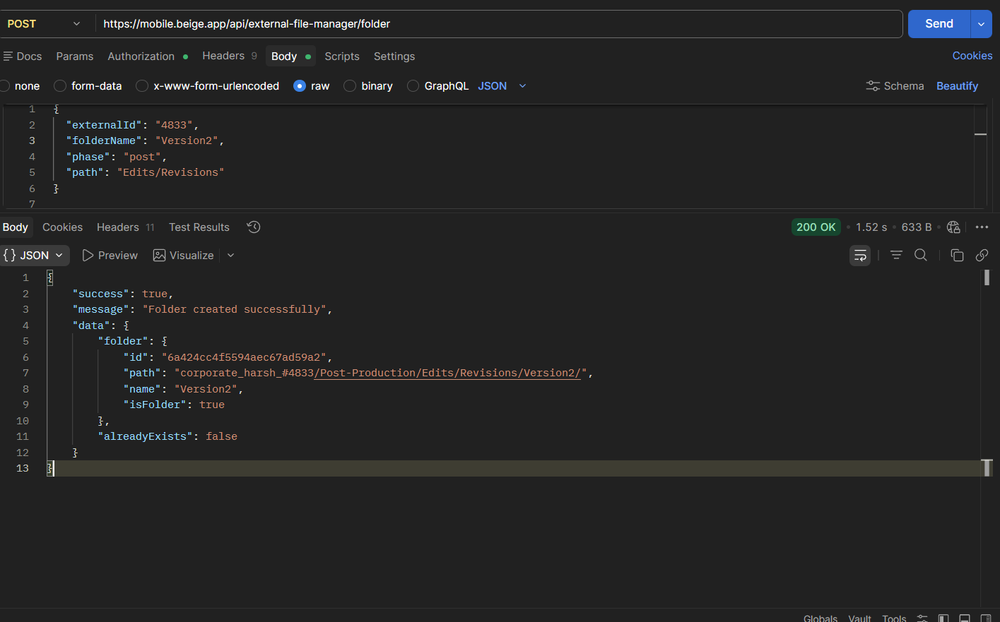 POST https://mobile.beige.app/api/external-file-manager/folder Send
Docs Params Authorization Headers 9 Body Scripts Settings Cookies
none form-data x-www-form-urlencoded raw binary GraphQL JSON Schema Beautify
1 {
2 "externalId": "4833",
3 "folderName": "Version2",
4 "phase": "post",
5 "path": "Edits/Revisions"
6 }
7
Body Cookies Headers 11 Test Results 200 OK • 1.52 s • 633 B •
{} JSON Preview Visualize
1 {
2 "success": true,
3 "message": "Folder created successfully",
4 "data": {
5 "folder": {
6 "id": "6a424cc4f5594aec67ad59a2",
7 "path": "corporate_harsh_#4833/Post-Production/Edits/Revisions/Version2/",
8 "name": "Version2",
9 "isFolder": true
10 },
11 "alreadyExists": false
12 }
13 }
Globals Vault Tools